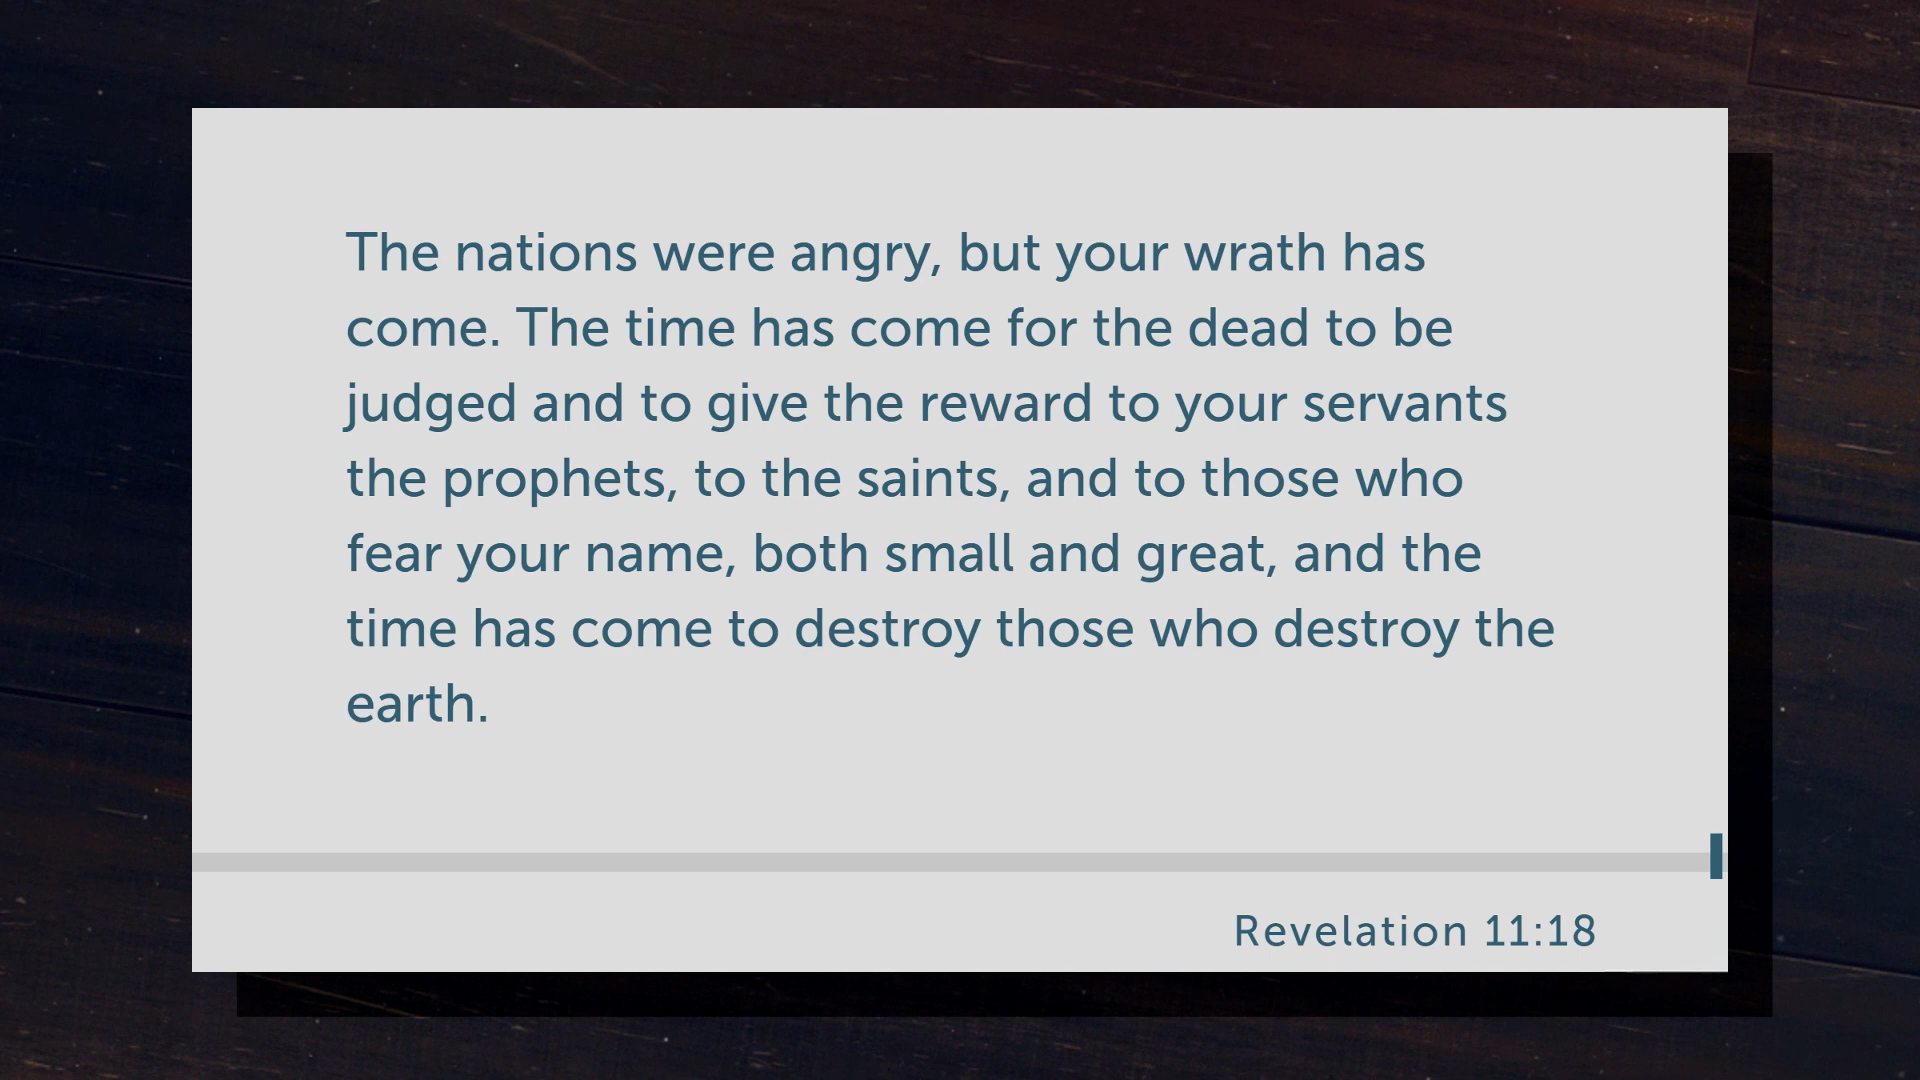 The nations were angry, but your wrath has
come. The time has come for the dead to be
judged and to give the reward to your servants
the prophets, to the saints, and to those who
fear your name, both small and great, and the
time has come to destroy those who destroy the
earth.
Revelation 11:18